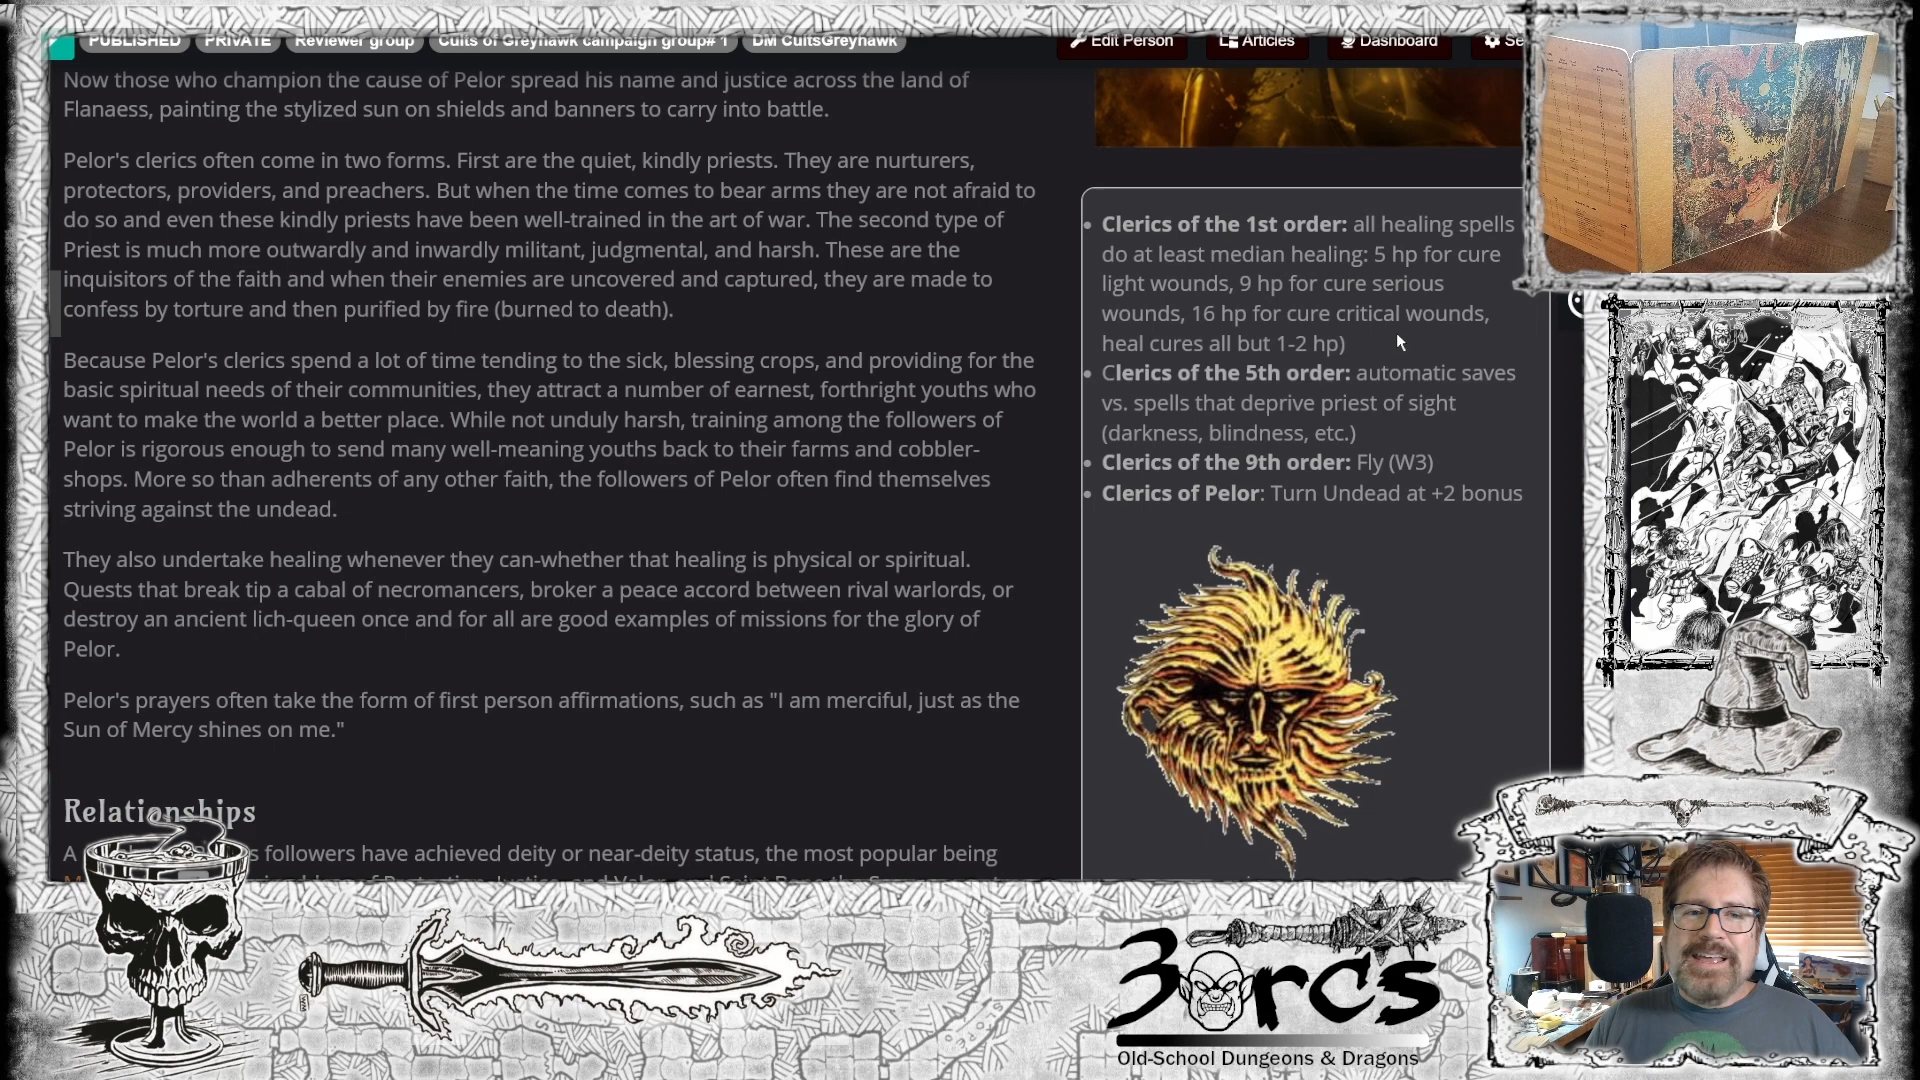 PUBLISHED PRIVATE Reviewer group Cults of Greyhawk campaign group# 1 DM CultsGreyhawk
Edit Person Articles Dashboard Se
Now those who champion the cause of Pelor spread his name and justice across the land of
Flanaess, painting the stylized sun on shields and banners to carry into battle.
Pelor's clerics often come in two forms. First are the quiet, kindly priests. They are nurturers,
protectors, providers, and preachers. But when the time comes to bear arms they are not afraid to
do so and even these kindly priests have been well-trained in the art of war. The second type of
Priest is much more outwardly and inwardly militant, judgmental, and harsh. These are the
inquisitors of the faith and when their enemies are uncovered and captured, they are made to
confess by torture and then purified by fire (burned to death).
Because Pelor's clerics spend a lot of time tending to the sick, blessing crops, and providing for the
basic spiritual needs of their communities, they attract a number of earnest, forthright youths who
want to make the world a better place. While not unduly harsh, training among the followers of
Pelor is rigorous enough to send many well-meaning youths back to their farms and cobbler-
shops. More so than adherents of any other faith, the followers of Pelor often find themselves
striving against the undead.
They also undertake healing whenever they can-whether that healing is physical or spiritual.
Quests that break tip a cabal of necromancers, broker a peace accord between rival warlords, or
destroy an ancient lich-queen once and for all are good examples of missions for the glory of
Pelor.
Pelor's prayers often take the form of first person affirmations, such as "I am merciful, just as the
Sun of Mercy shines on me."
Relationships
A followers have achieved deity or near-deity status, the most popular being
Clerics of the 1st order: all healing spells
do at least median healing: 5 hp for cure
light wounds, 9 hp for cure serious
wounds, 16 hp for cure critical wounds,
heal cures all but 1-2 hp)
Clerics of the 5th order: automatic saves
vs. spells that deprive priest of sight
(darkness, blindness, etc.)
Clerics of the 9th order: Fly (W3)
Clerics of Pelor: Turn Undead at +2 bonus
3 orcs
Old-School Dungeons & Dragons